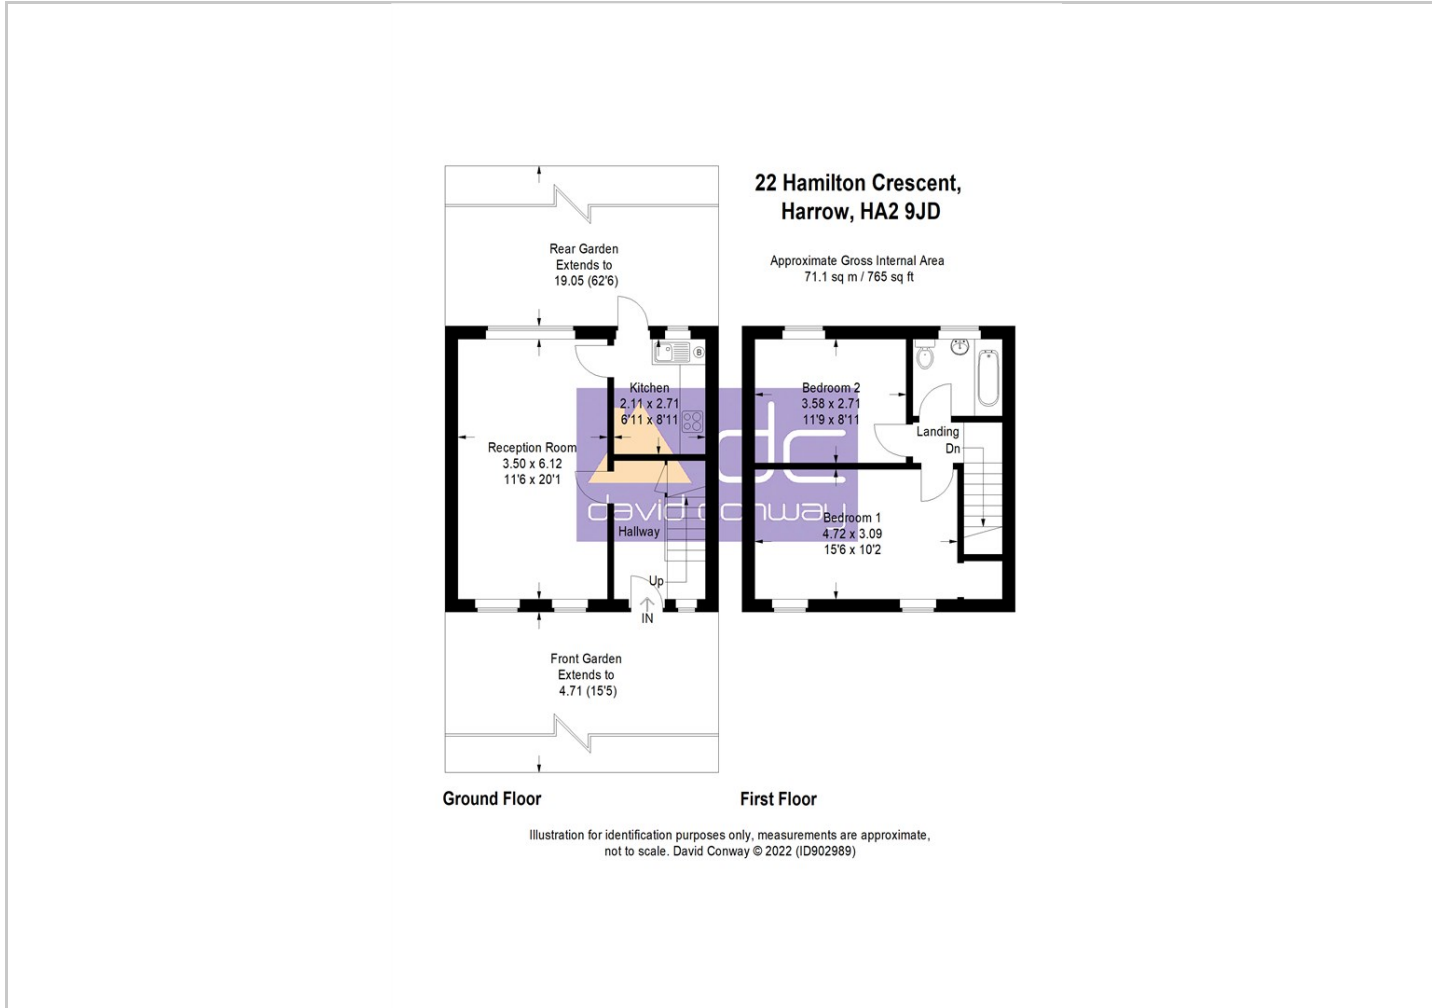 22 Hamilton Crescent,
Harrow, HA2 9JD
Approximate Gross Internal Area
71.1 sq m / 765 sq ft
Rear Garden
Extends to
19.05 (62'6)
Kitchen
2.11 x 2.71
6'11 x 8'11
B
Reception Room
3.50 x 6.12
11'6 x 20'1
Hallway
Up
IN
Front Garden
Extends to
4.71 (15'5)
Ground Floor
Bedroom 2
3.58 x 2.71
11'9 x 8'11
Landing
Dn
Bedroom 1
4.72 x 3.09
15'6 x 10'2
First Floor
dc
david conway
Illustration for identification purposes only, measurements are approximate,
not to scale. David Conway © 2022 (ID902989)